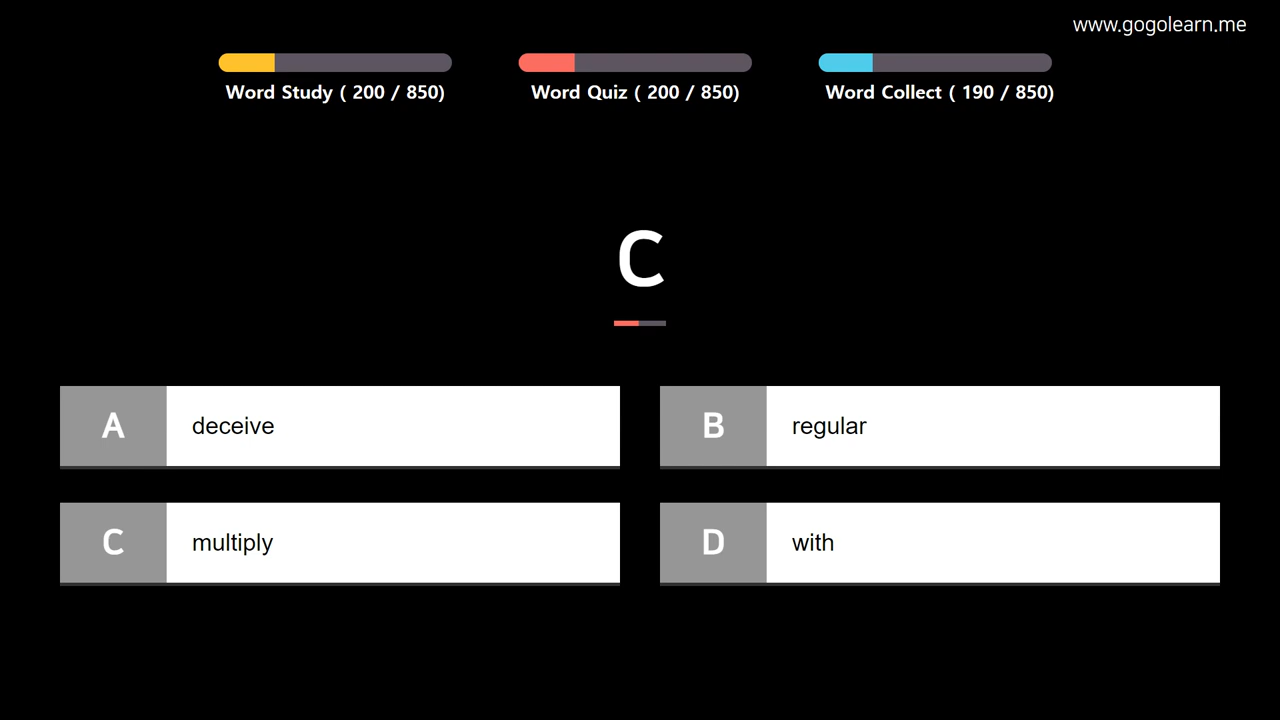 www.gogolearn.me
Word Study ( 200 / 850)
Word Quiz ( 200 / 850)
Word Collect ( 190 / 850)
C
A deceive
B regular
C multiply
D with